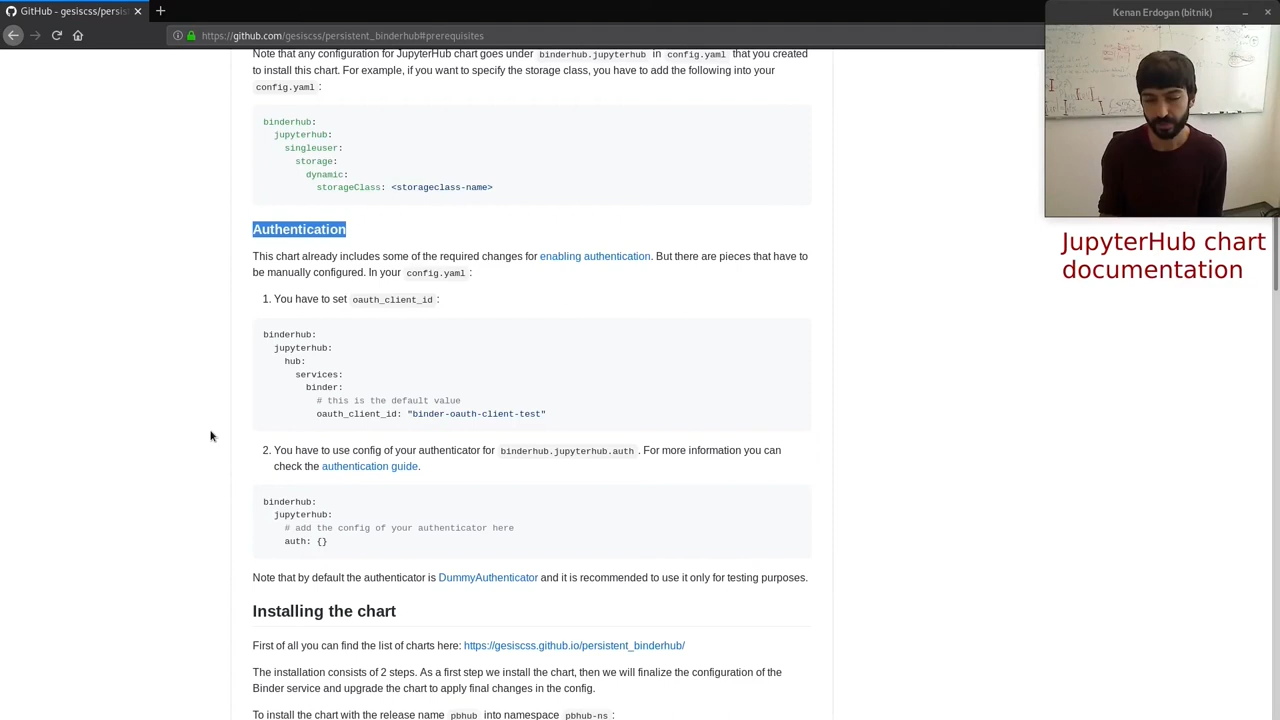 GitHub - gesiscss/persis
Kenan Erdogan (bitnik)
https://github.com/gesiscss/persistent_binderhub#prerequisites
Note that any configuration for JupyterHub chart goes under binderhub.jupyterhub in config.yaml that you created
to install this chart. For example, if you want to specify the storage class, you have to add the following into your
config.yaml :
binderhub:
jupyterhub:
singleuser:
storage:
dynamic:
storageClass: <storageclass-name>
JupyterHub chart
documentation
Authentication
This chart already includes some of the required changes for enabling authentication. But there are pieces that have to
be manually configured. In your config.yaml :
1. You have to set oauth_client_id :
binderhub:
jupyterhub:
hub:
services:
binder:
# this is the default value
oauth_client_id: "binder-oauth-client-test"
2. You have to use config of your authenticator for binderhub.jupyterhub.auth . For more information you can
check the authentication guide.
binderhub:
jupyterhub:
# add the config of your authenticator here
auth: {}
Note that by default the authenticator is DummyAuthenticator and it is recommended to use it only for testing purposes.
Installing the chart
First of all you can find the list of charts here: https://gesiscss.github.io/persistent_binderhub/
The installation consists of 2 steps. As a first step we install the chart, then we will finalize the configuration of the
Binder service and upgrade the chart to apply final changes in the config.
To install the chart with the release name pbhub into namespace pbhub-ns :